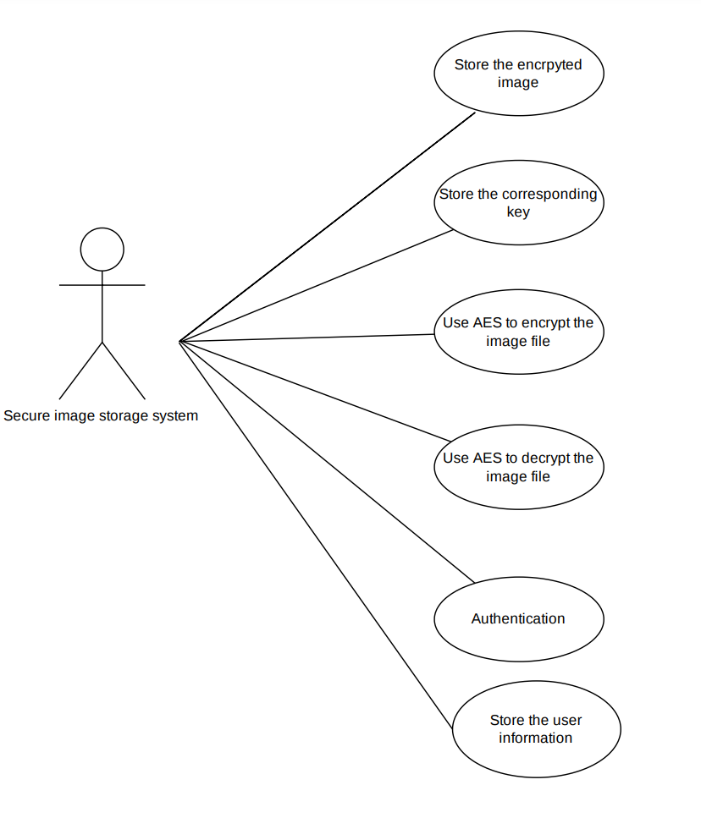 Store the encrpyted
image
Store the corresponding
key
Use AES to encrypt the
image file
Secure image storage system
Use AES to decrypt the
image file
Authentication
Store the user
information